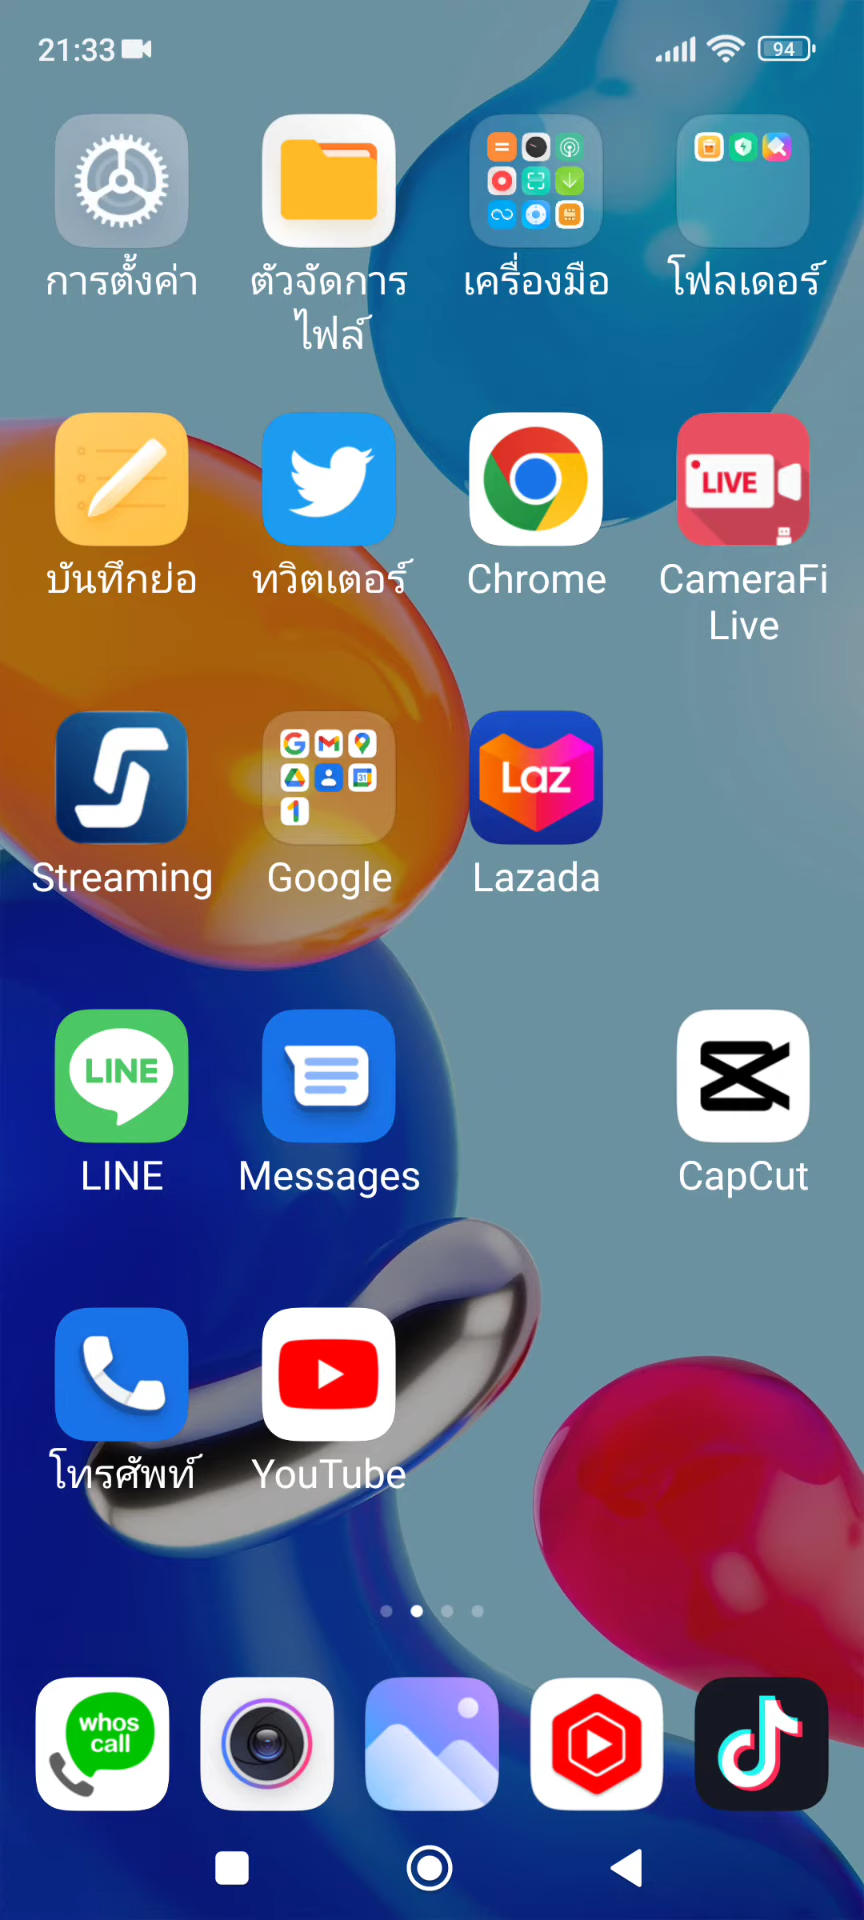 21:33
94
การตั้งค่า
ตัวจัดการ
ไฟล์
เครื่องมือ
โฟลเดอร์
LIVE
บันทึกย่อ
ทวิตเตอร์
Chrome
CameraFi
Live
31
Laz
Streaming
Google
Lazada
LINE
LINE
Messages
CapCut
โทรศัพท์
YouTube
whos
call